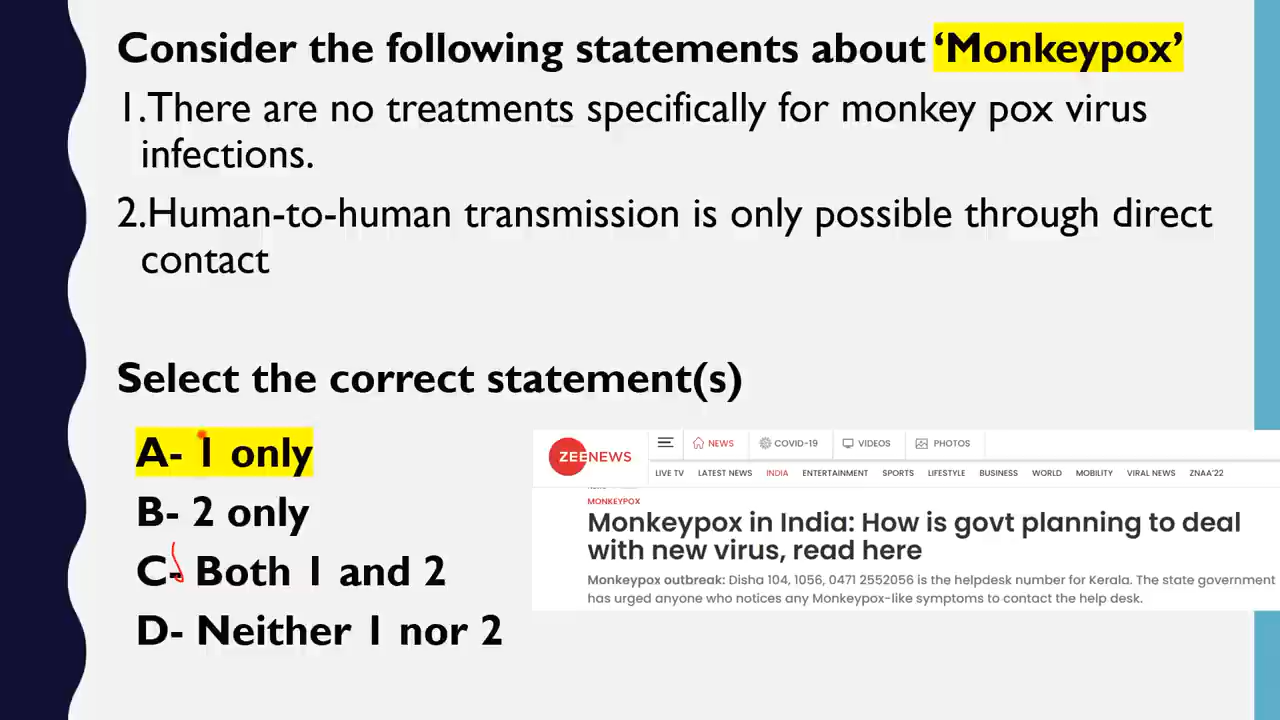 Consider the following statements about ‘Monkeypox’
1.There are no treatments specifically for monkey pox virus
infections.
2.Human-to-human transmission is only possible through direct
contact
Select the correct statement(s)
A- 1 only
B- 2 only
C- Both 1 and 2
D- Neither 1 nor 2
ZEENEWS
NEWS COVID-19 VIDEOS PHOTOS
LIVE TV LATEST NEWS INDIA ENTERTAINMENT SPORTS LIFESTYLE BUSINESS WORLD MOBILITY VIRAL NEWS ZNAA'22
MONKEYPOX
Monkeypox in India: How is govt planning to deal
with new virus, read here
Monkeypox outbreak: Disha 104, 1056, 0471 2552056 is the helpdesk number for Kerala. The state government
has urged anyone who notices any Monkeypox-like symptoms to contact the help desk.